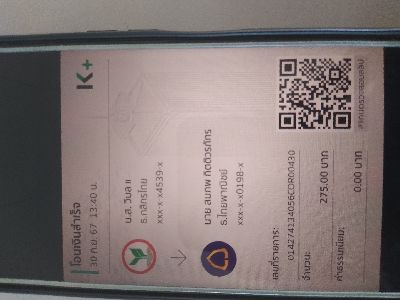 โอนเงินสำเร็จ
30 ก.ย. 67 13:40 น.
K+
น.ส. วิมล แ
ธ.กสิกรไทย
xxx-x-x4539-x
นาย สมภพ กิตติวรภัทร
ธ.ไทยพาณิชย์
xxx-x-x0198-x
เลขที่รายการ:
014274134056COR00430
จำนวน:
275.00 บาท
ค่าธรรมเนียม:
0.00 บาท
สแกนตรวจสอบสลิป